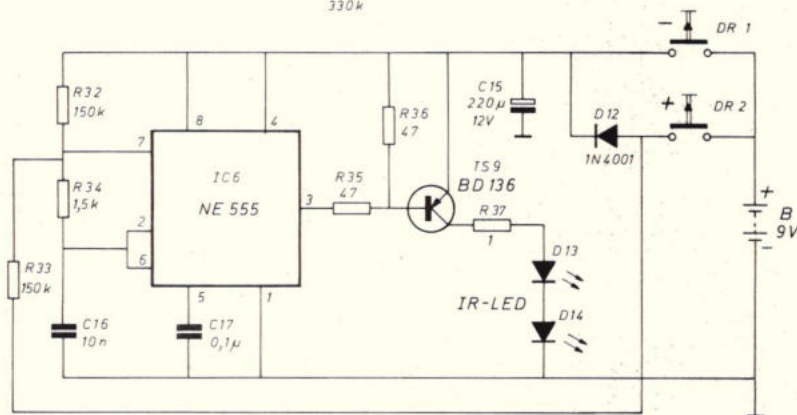 330k
DR 1
R32
150k
C15
220µ
12V
R36
47
DR 2
8
4
D12
1N4001
7
IC6
NE 555
3
R35
47
TS9
BD 136
R34
1,5k
2
6
R37
1
B
9V
R33
150k
D13
IR-LED
D14
5
1
C16
10n
C17
0,1µ